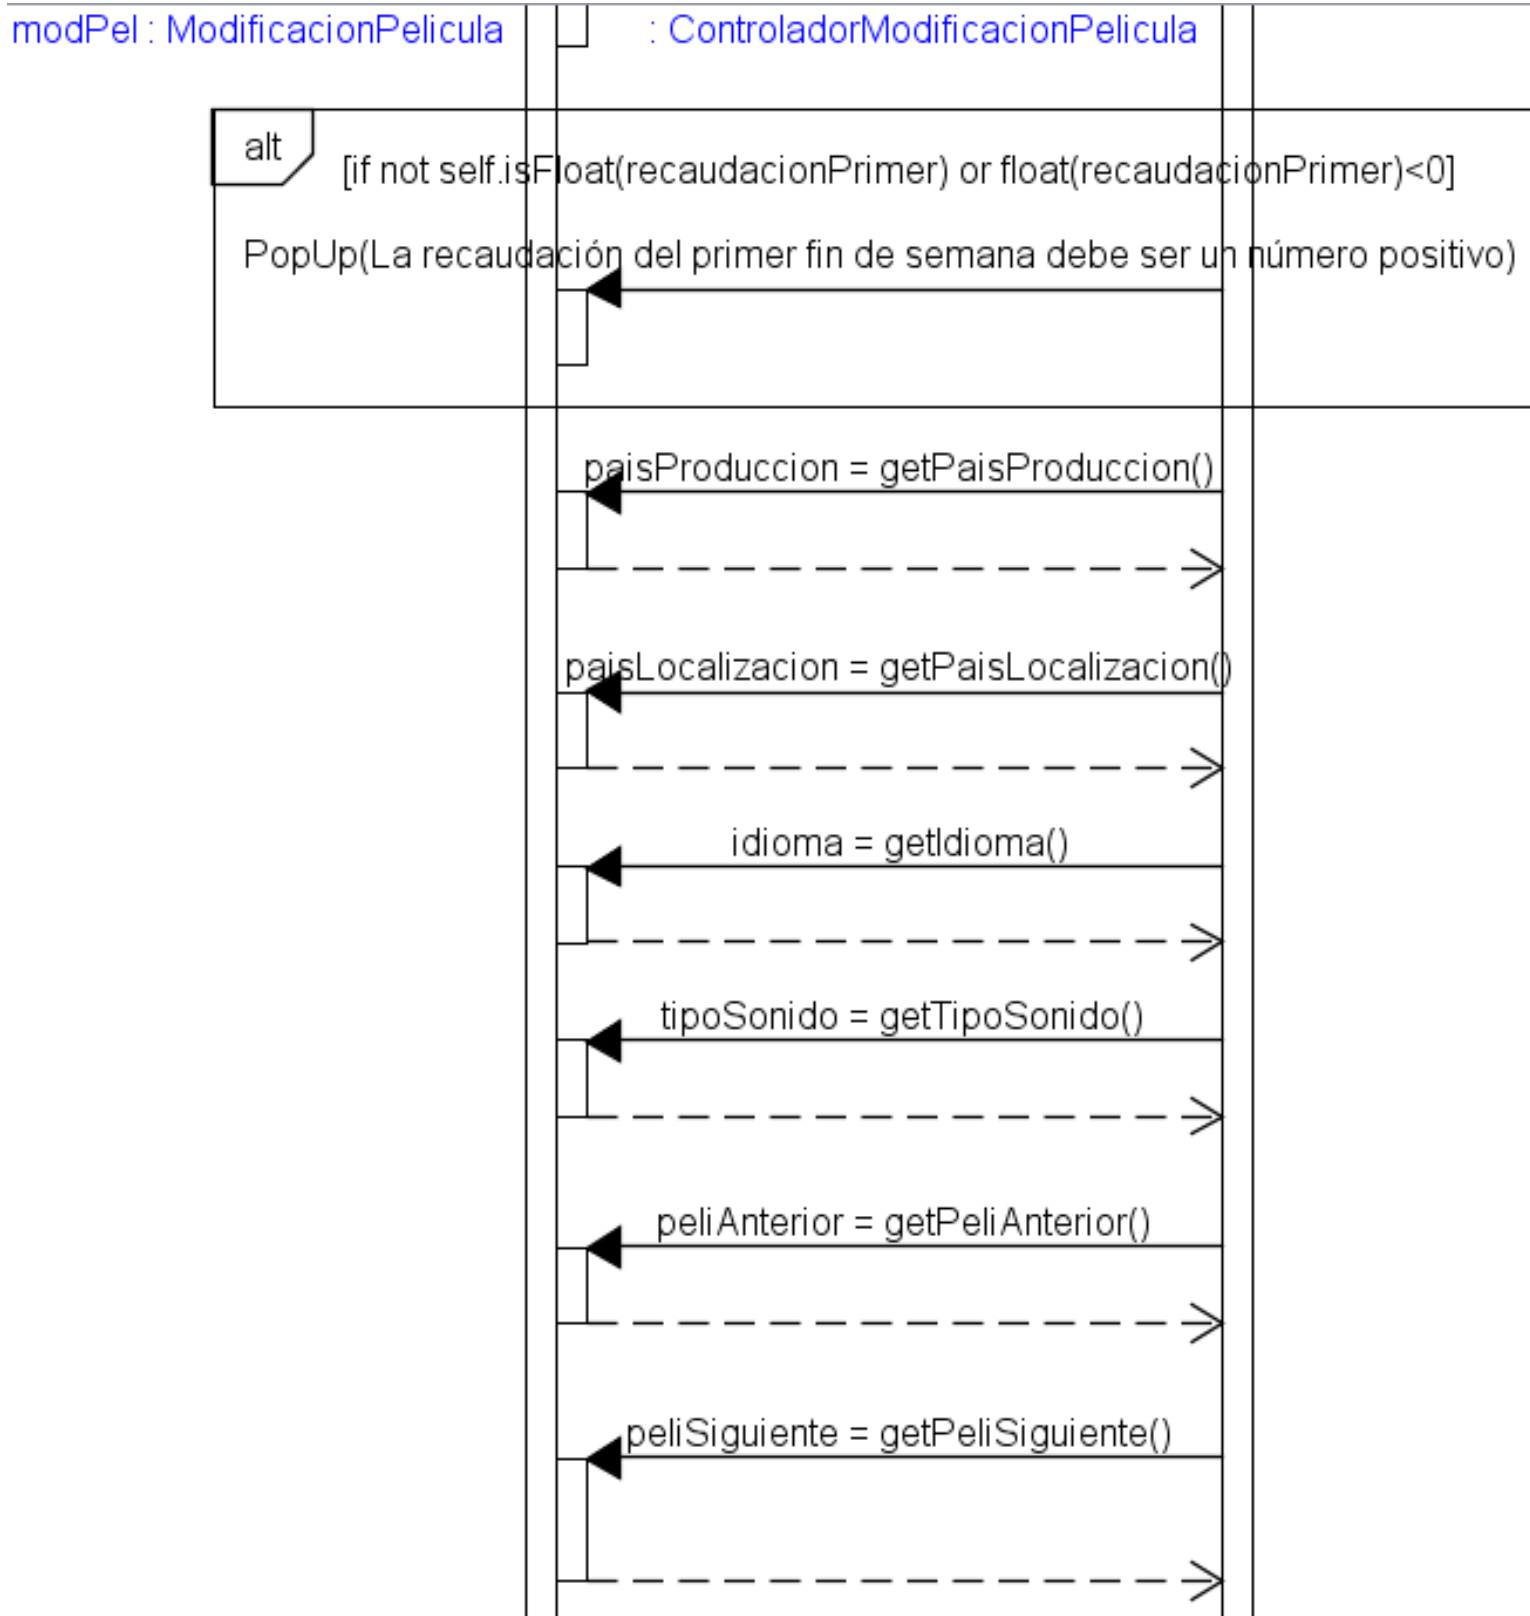 modPel : ModificacionPelicula
: ControladorModificacionPelicula
alt
[if not self.isFloat(recaudacionPrimer) or float(recaudacionPrimer)<0]
PopUp(La recaudación del primer fin de semana debe ser un número positivo)
paisProduccion = getPaisProduccion()
paisLocalizacion = getPaisLocalizacion()
idioma = getIdioma()
tipoSonido = getTipoSonido()
peliAnterior = getPeliAnterior()
peliSiguiente = getPeliSiguiente()